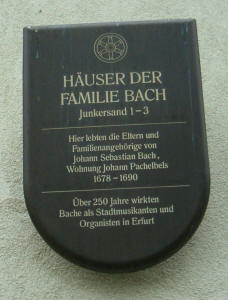 HÄUSER DER
FAMILIE BACH
Junkersand 1 – 3
Hier lebten die Eltern und
Familienangehörige von
Johann Sebastian Bach,
Wohnung Johann Pachelbels
1678 – 1690
Über 250 Jahre wirkten
Bache als Stadtmusikanten und
Organisten in Erfurt